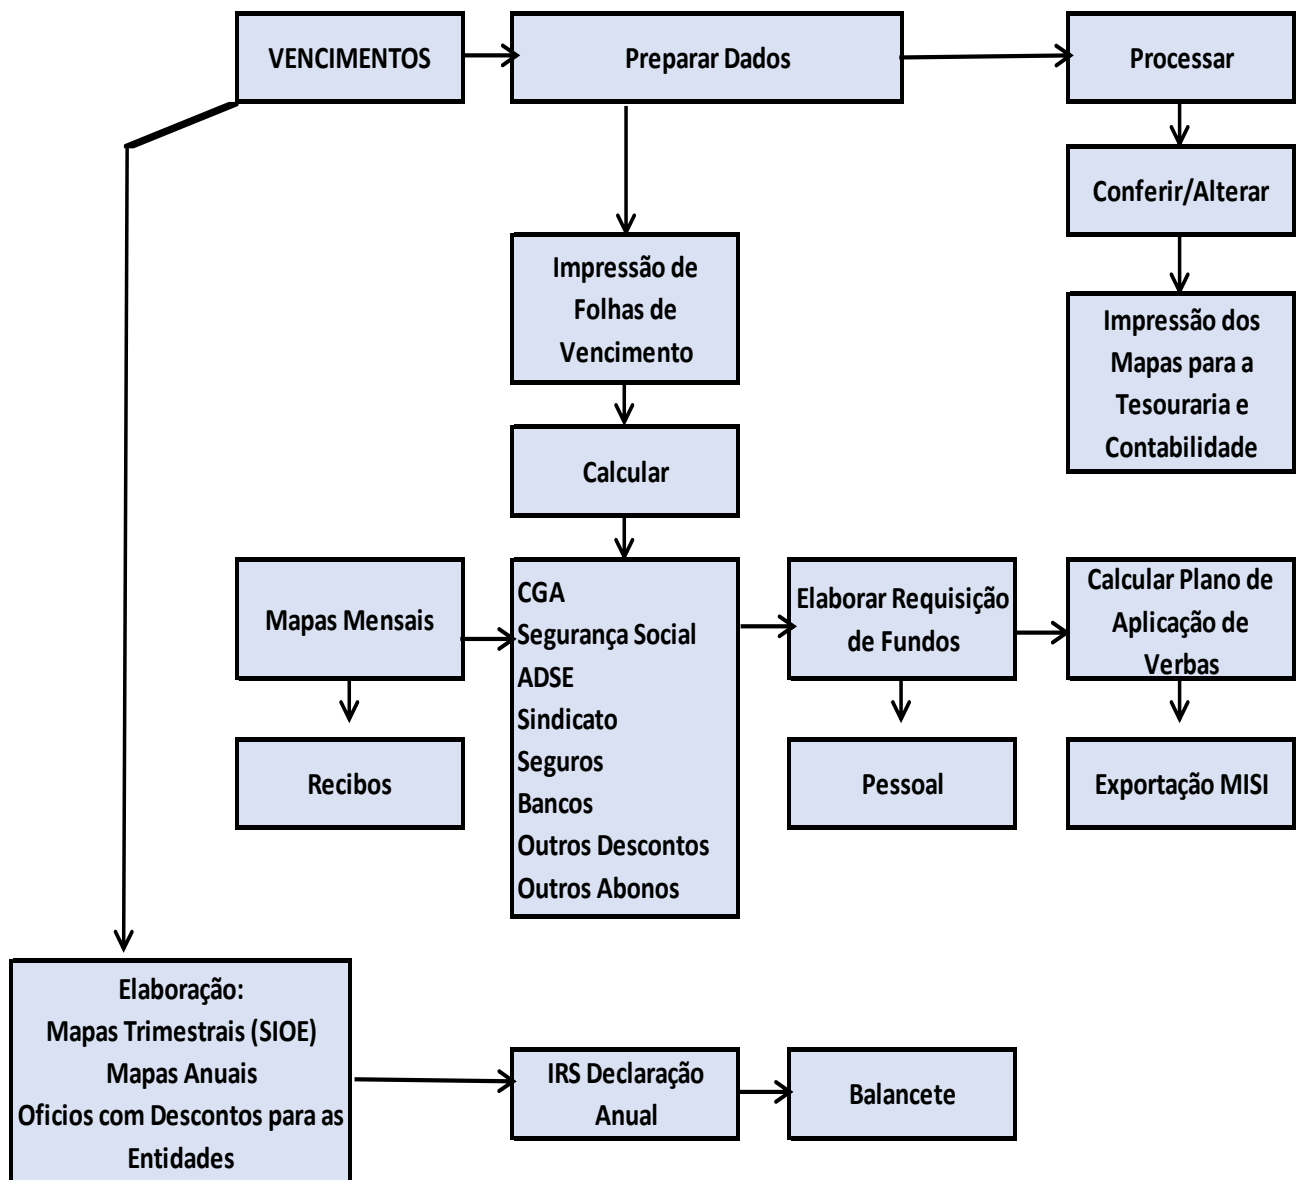 VENCIMENTOS
Preparar Dados
Processar
Conferir/Alterar
Impressão de
Folhas de
Vencimento
Impressão dos
Mapas para a
Tesouraria e
Contabilidade
Calcular
Mapas Mensais
CGA
Segurança Social
ADSE
Sindicato
Seguros
Bancos
Outros Descontos
Outros Abonos
Elaborar Requisição
de Fundos
Calcular Plano de
Aplicação de
Verbas
Recibos
Pessoal
Exportação MISI
Elaboração:
Mapas Trimestrais (SIOE)
Mapas Anuais
Oficios com Descontos para as
Entidades
IRS Declaração
Anual
Balancete